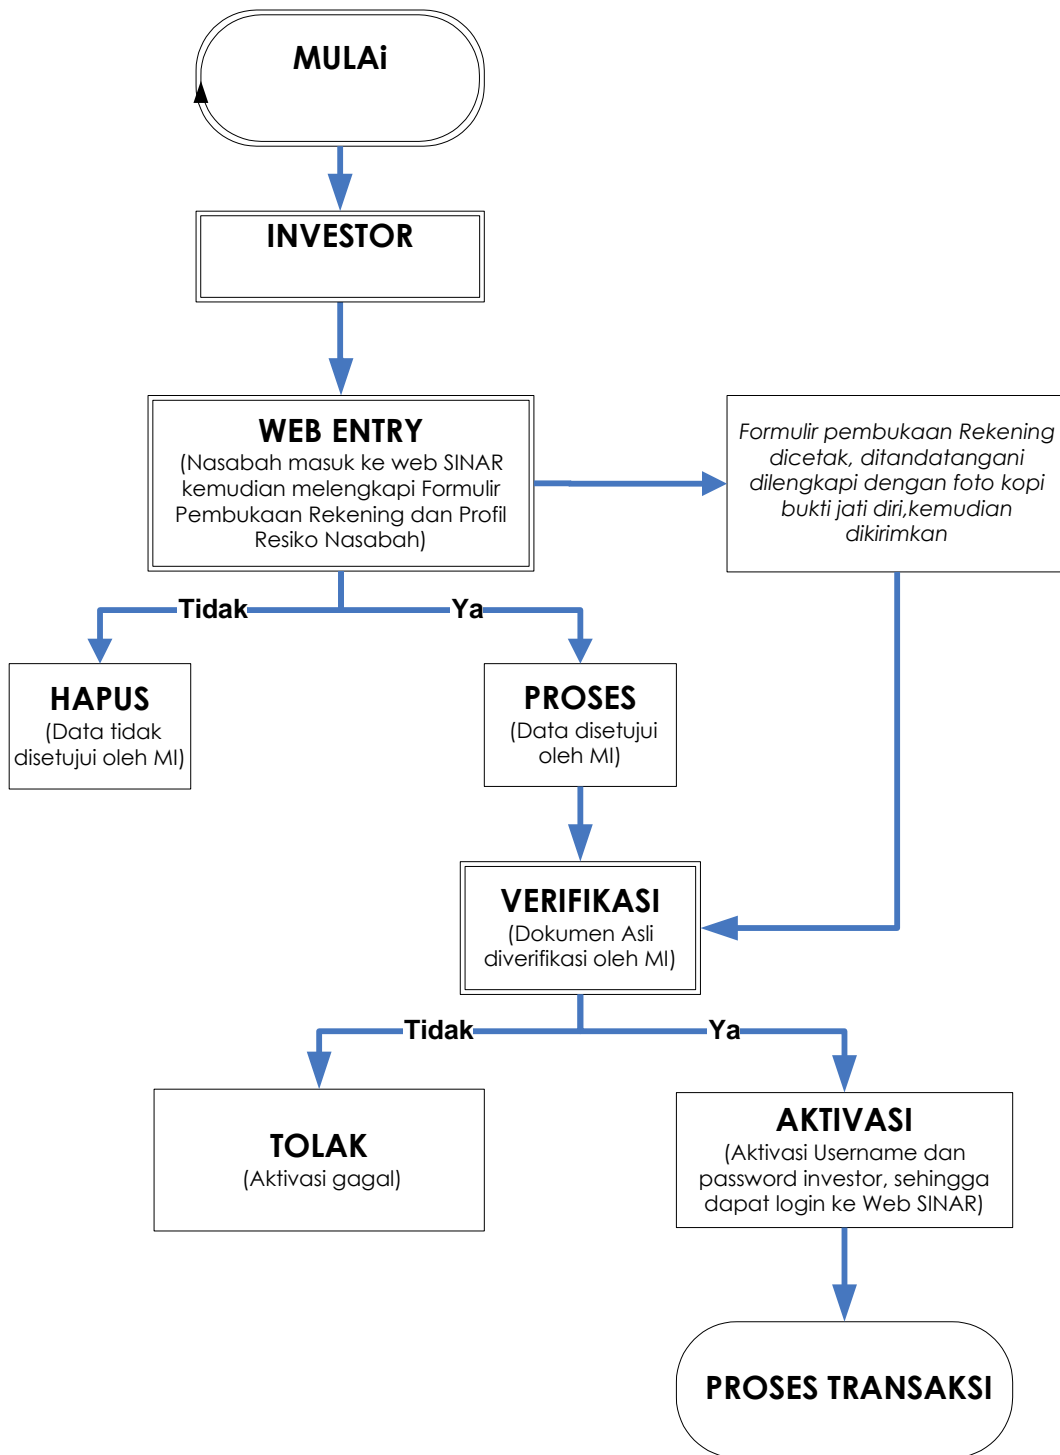 MULAi
INVESTOR
WEB ENTRY
(Nasabah masuk ke web SINAR
kemudian melengkapi Formulir
Pembukaan Rekening dan Profil
Resiko Nasabah)
Formulir pembukaan Rekening
dicetak, ditandatangani
dilengkapi dengan foto kopi
bukti jati diri,kemudian
dikirimkan
Tidak
Ya
HAPUS
(Data tidak
disetujui oleh MI)
PROSES
(Data disetujui
oleh MI)
VERIFIKASI
(Dokumen Asli
diverifikasi oleh MI)
Tidak
Ya
TOLAK
(Aktivasi gagal)
AKTIVASI
(Aktivasi Username dan
password investor, sehingga
dapat login ke Web SINAR)
PROSES TRANSAKSI